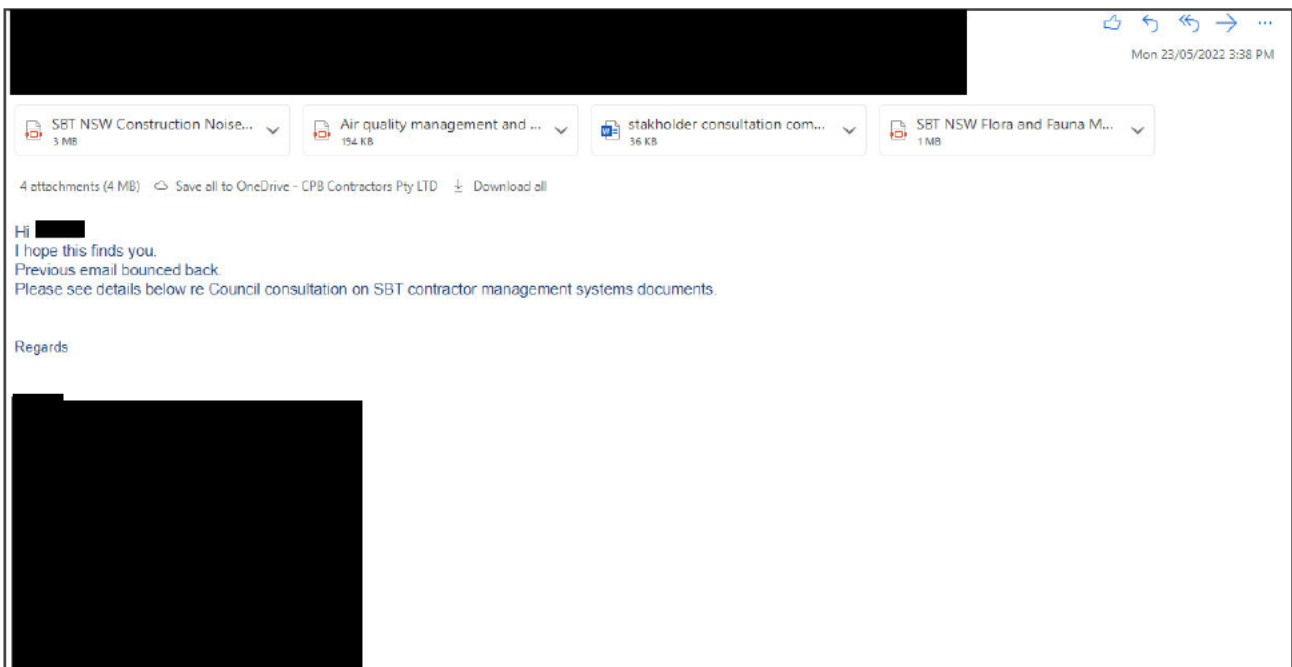 Mon 23/05/2022 3:38 PM
SBT NSW Construction Noise...
3 MB
Air quality management and ...
194 KB
stakholder consultation com...
36 KB
SBT NSW Flora and Fauna M...
1 MB
4 attachments (4 MB) Save all to OneDrive - CPB Contractors Pty LTD Download all
Hi
I hope this finds you.
Previous email bounced back.
Please see details below re Council consultation on SBT contractor management systems documents.
Regards